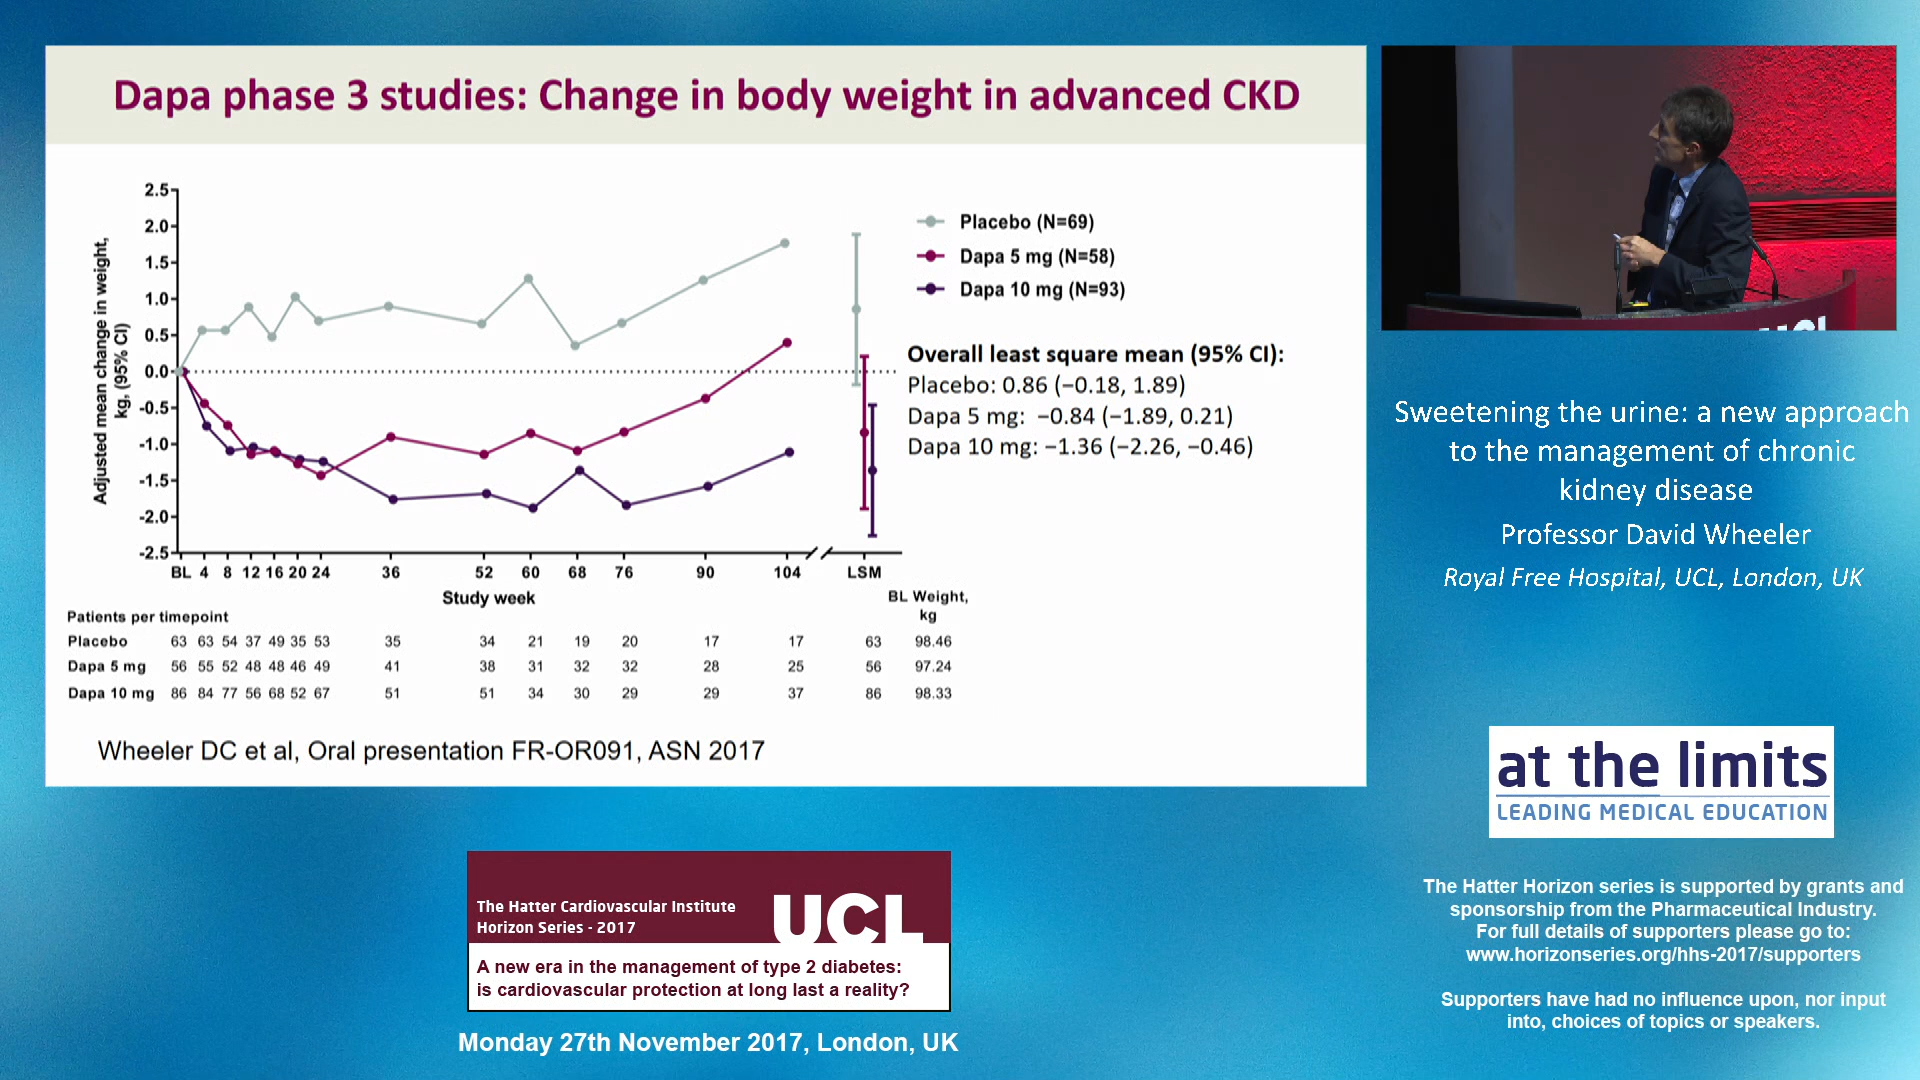 Dapa phase 3 studies: Change in body weight in advanced CKD
Adjusted mean change in weight,
kg, (95% CI)
2.5
2.0
1.5
1.0
0.5
0.0
-0.5
-1.0
-1.5
-2.0
-2.5
BL 4 8 12 16 20 24 36 52 60 68 76 90 104 LSM
Study week
Placebo (N=69)
Dapa 5 mg (N=58)
Dapa 10 mg (N=93)
Overall least square mean (95% CI):
Placebo: 0.86 (−0.18, 1.89)
Dapa 5 mg: −0.84 (−1.89, 0.21)
Dapa 10 mg: −1.36 (−2.26, −0.46)
BL Weight,
kg
Patients per timepoint
Placebo 63 63 54 37 49 35 53 35 34 21 19 20 17 17 63 98.46
Dapa 5 mg 56 55 52 48 48 46 49 41 38 31 32 32 28 25 56 97.24
Dapa 10 mg 86 84 77 56 68 52 67 51 51 34 30 29 29 37 86 98.33
Wheeler DC et al, Oral presentation FR-OR091, ASN 2017
UCL
Sweetening the urine: a new approach
to the management of chronic
kidney disease
Professor David Wheeler
Royal Free Hospital, UCL, London, UK
at the limits
LEADING MEDICAL EDUCATION
The Hatter Horizon series is supported by grants and
sponsorship from the Pharmaceutical Industry.
For full details of supporters please go to:
www.horizonseries.org/hhs-2017/supporters
Supporters have had no influence upon, nor input
into, choices of topics or speakers.
The Hatter Cardiovascular Institute
Horizon Series - 2017
UCL
A new era in the management of type 2 diabetes:
is cardiovascular protection at long last a reality?
Monday 27th November 2017, London, UK